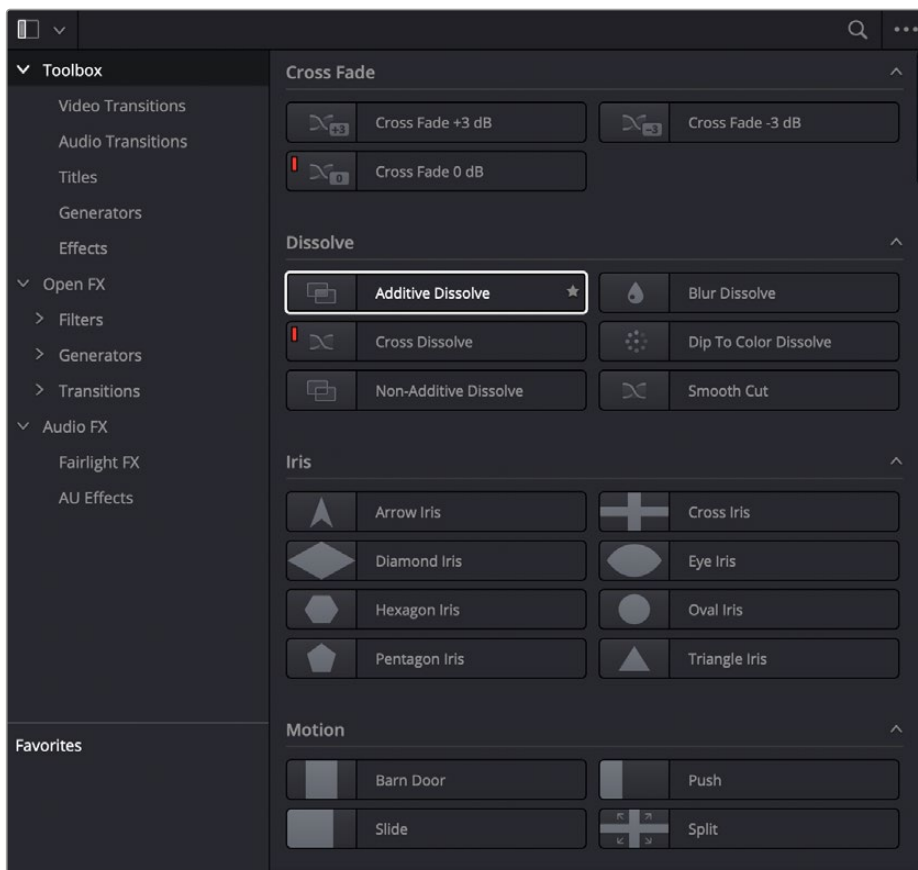 Toolbox
Video Transitions
Audio Transitions
Titles
Generators
Effects
Open FX
Filters
Generators
Transitions
Audio FX
Fairlight FX
AU Effects
Favorites
Cross Fade
+3 Cross Fade +3 dB
-3 Cross Fade -3 dB
0 Cross Fade 0 dB
Dissolve
Additive Dissolve
Blur Dissolve
Cross Dissolve
Dip To Color Dissolve
Non-Additive Dissolve
Smooth Cut
Iris
Arrow Iris
Cross Iris
Diamond Iris
Eye Iris
Hexagon Iris
Oval Iris
Pentagon Iris
Triangle Iris
Motion
Barn Door
Push
Slide
Split